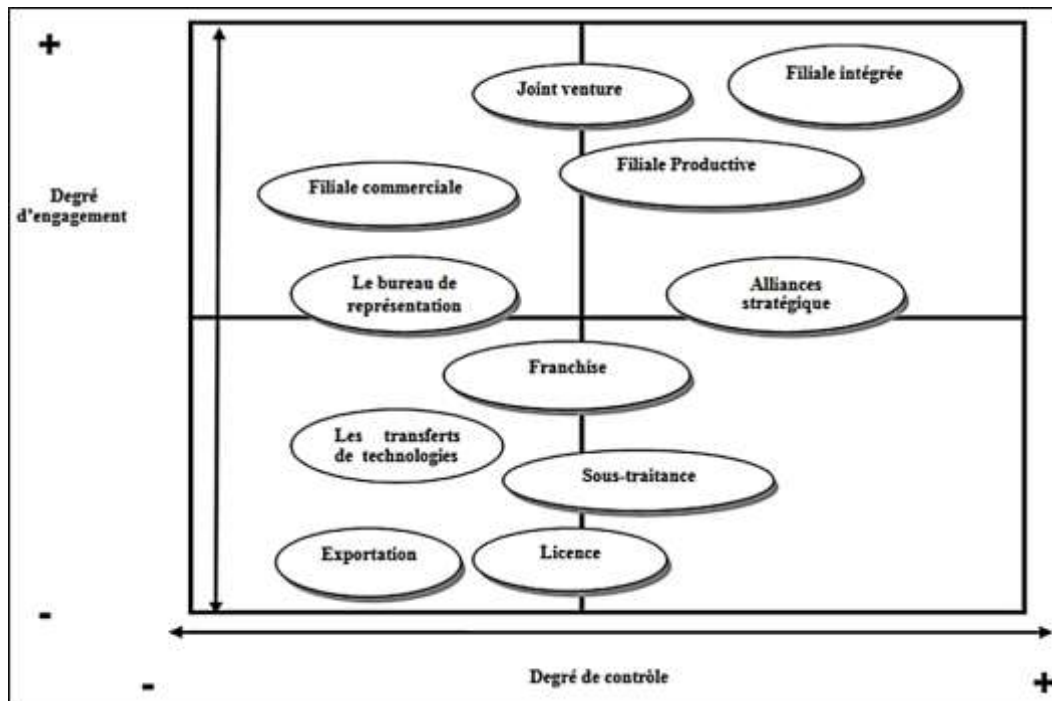 +
Filiale intégrée
Joint venture
Filiale Productive
Filiale commerciale
Degré
d'engagement
Le bureau de
représentation
Alliances
stratégique
Franchise
Les transferts
de technologies
Sous-traitance
Exportation
Licence
-
Degré de contrôle
-
+